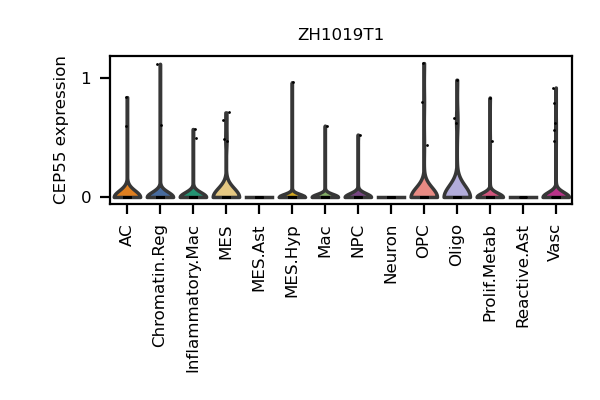 ZH1019T1
CEP55 expression
1
0
AC
Chromatin.Reg
Inflammatory.Mac
MES
MES.Ast
MES.Hyp
Mac
NPC
Neuron
OPC
Oligo
Prolif.Metab
Reactive.Ast
Vasc